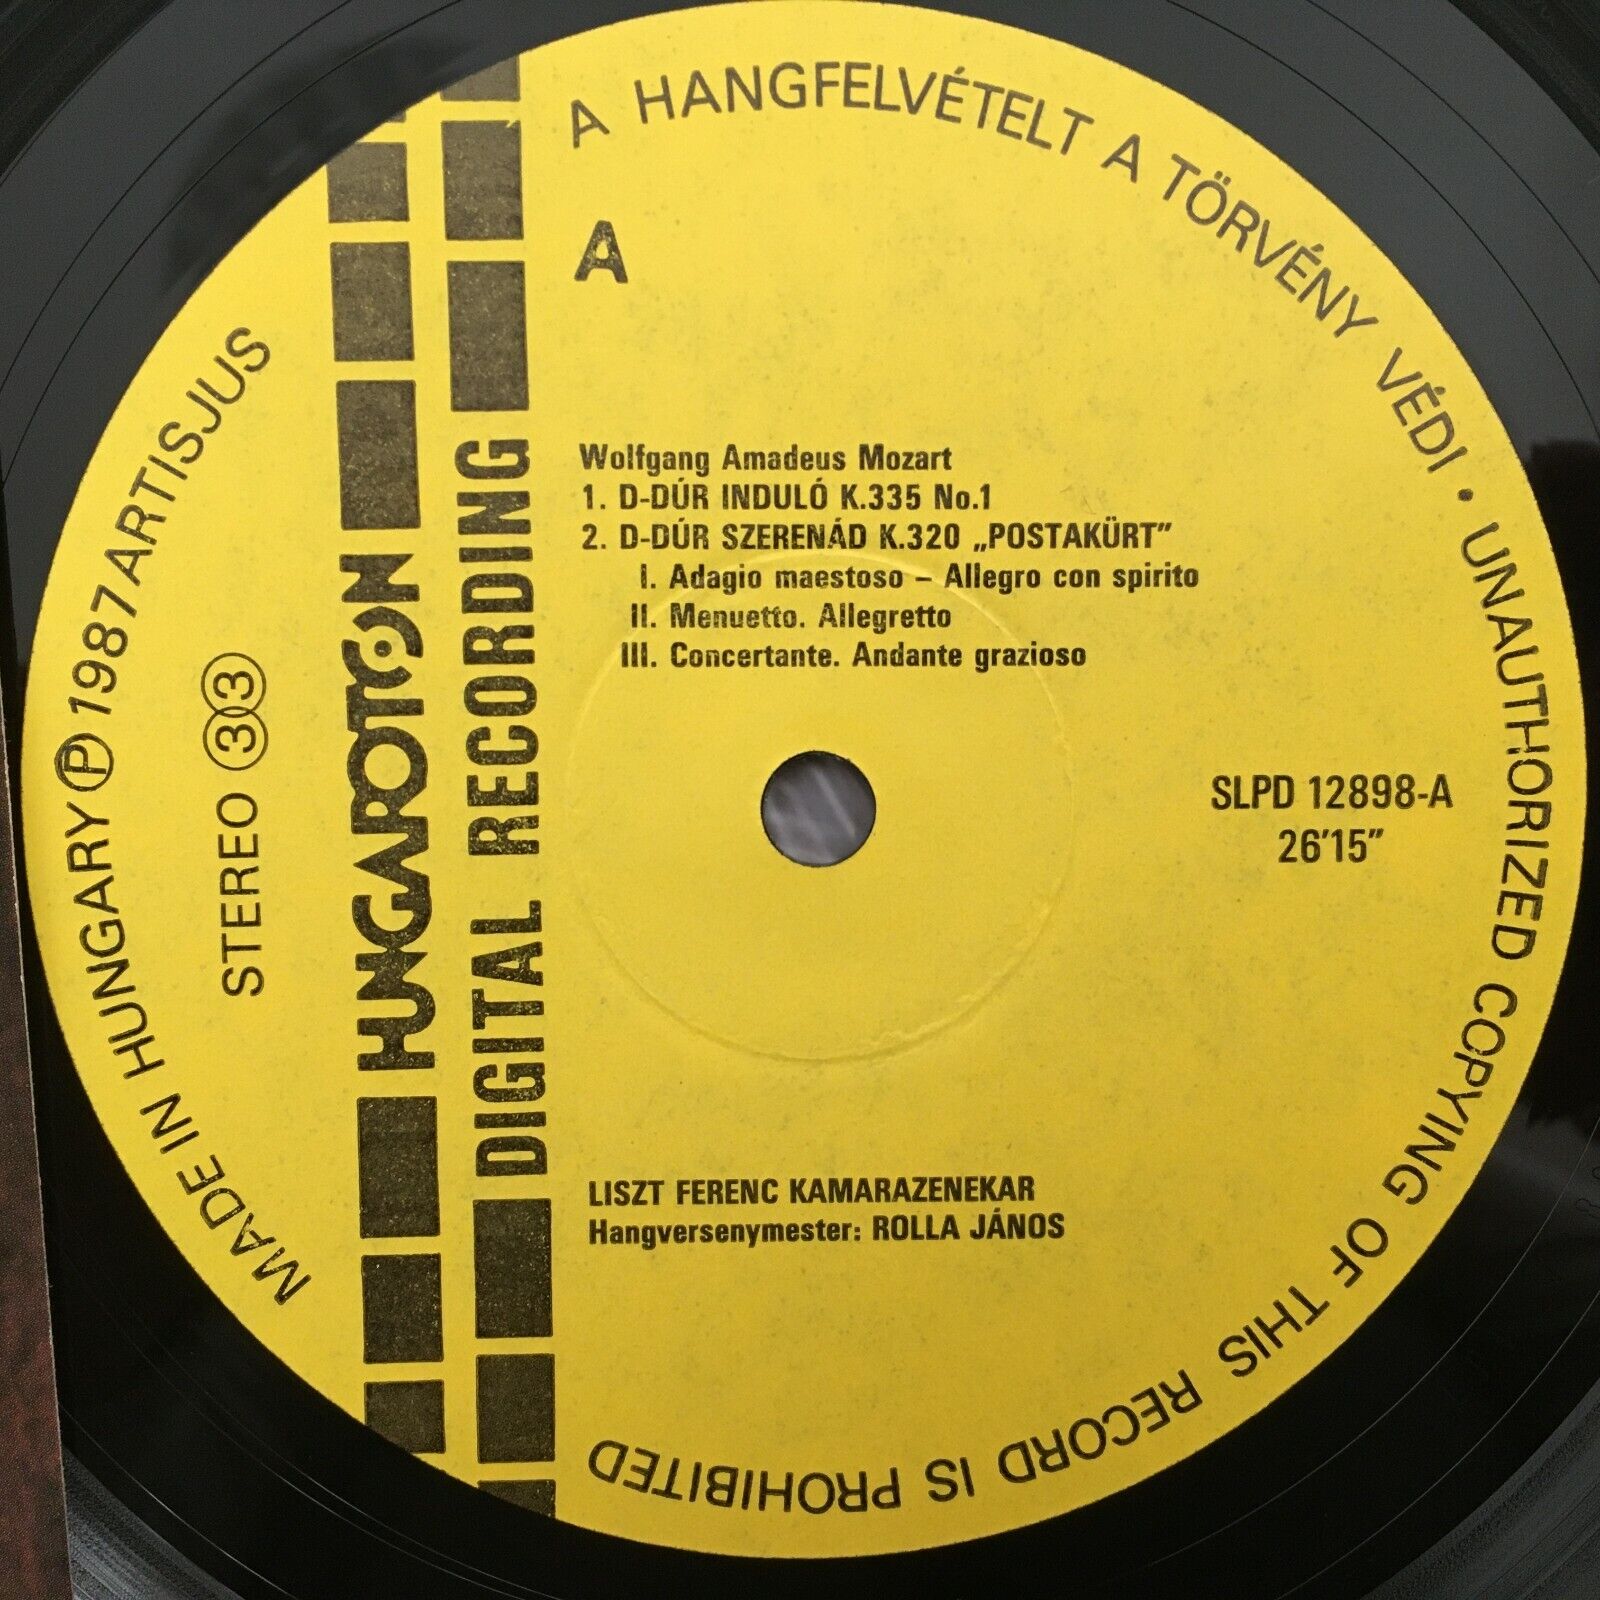 A HANGFELVÉTELT A TÖRVÉNY VÉDI • UNAUTHORIZED COPYING OF THIS RECORD IS PROHIBITED
MADE IN HUNGARY Ⓟ 1987 ARTISJUS
STEREO 33
HUNGAROTON
DIGITAL RECORDING
A
Wolfgang Amadeus Mozart
1. D-DÚR INDULÓ K.335 No.1
2. D-DÚR SZERENÁD K.320 „POSTAKÜRT”
I. Adagio maestoso – Allegro con spirito
II. Menuetto. Allegretto
III. Concertante. Andante grazioso
SLPD 12898-A
26'15"
LISZT FERENC KAMARAZENEKAR
Hangversenymester: ROLLA JÁNOS